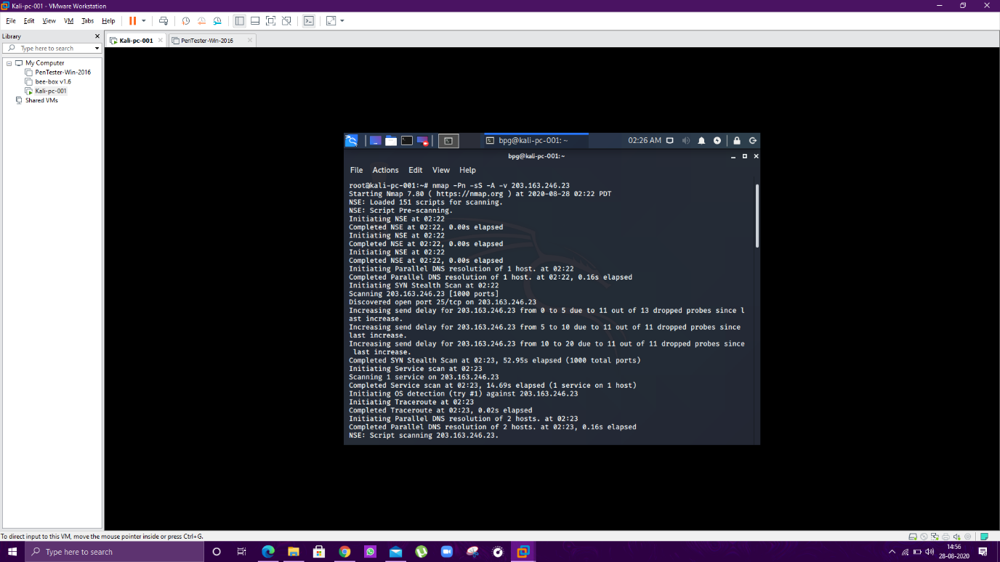 Kali-pc-001 - VMware Workstation
File Edit View VM Tabs Help
Library
Type here to search
My Computer
PenTester-Win-2016
bee-box v1.6
Kali-pc-001
Shared VMs
Kali-pc-001
PenTester-Win-2016
bpg@kali-pc-001: ~
02:26 AM
bpg@kali-pc-001:~
File Actions Edit View Help
root@kali-pc-001:~# nmap -Pn -sS -A -v 203.163.246.23
Starting Nmap 7.80 ( https://nmap.org ) at 2020-08-28 02:22 PDT
NSE: Loaded 151 scripts for scanning.
NSE: Script Pre-scanning.
Initiating NSE at 02:22
Completed NSE at 02:22, 0.00s elapsed
Initiating NSE at 02:22
Completed NSE at 02:22, 0.00s elapsed
Initiating NSE at 02:22
Completed NSE at 02:22, 0.00s elapsed
Initiating Parallel DNS resolution of 1 host. at 02:22
Completed Parallel DNS resolution of 1 host. at 02:22, 0.16s elapsed
Initiating SYN Stealth Scan at 02:22
Scanning 203.163.246.23 [1000 ports]
Discovered open port 25/tcp on 203.163.246.23
Increasing send delay for 203.163.246.23 from 0 to 5 due to 11 out of 13 dropped probes since l
ast increase.
Increasing send delay for 203.163.246.23 from 5 to 10 due to 11 out of 11 dropped probes since
last increase.
Increasing send delay for 203.163.246.23 from 10 to 20 due to 11 out of 11 dropped probes since
last increase.
Completed SYN Stealth Scan at 02:23, 52.95s elapsed (1000 total ports)
Initiating Service scan at 02:23
Scanning 1 service on 203.163.246.23
Completed Service scan at 02:23, 14.69s elapsed (1 service on 1 host)
Initiating OS detection (try #1) against 203.163.246.23
Initiating Traceroute at 02:23
Completed Traceroute at 02:23, 0.02s elapsed
Initiating Parallel DNS resolution of 2 hosts. at 02:23
Completed Parallel DNS resolution of 2 hosts. at 02:23, 0.16s elapsed
NSE: Script scanning 203.163.246.23.
To direct input to this VM, move the mouse pointer inside or press Ctrl+G.
Type here to search
14:56
28-08-2020